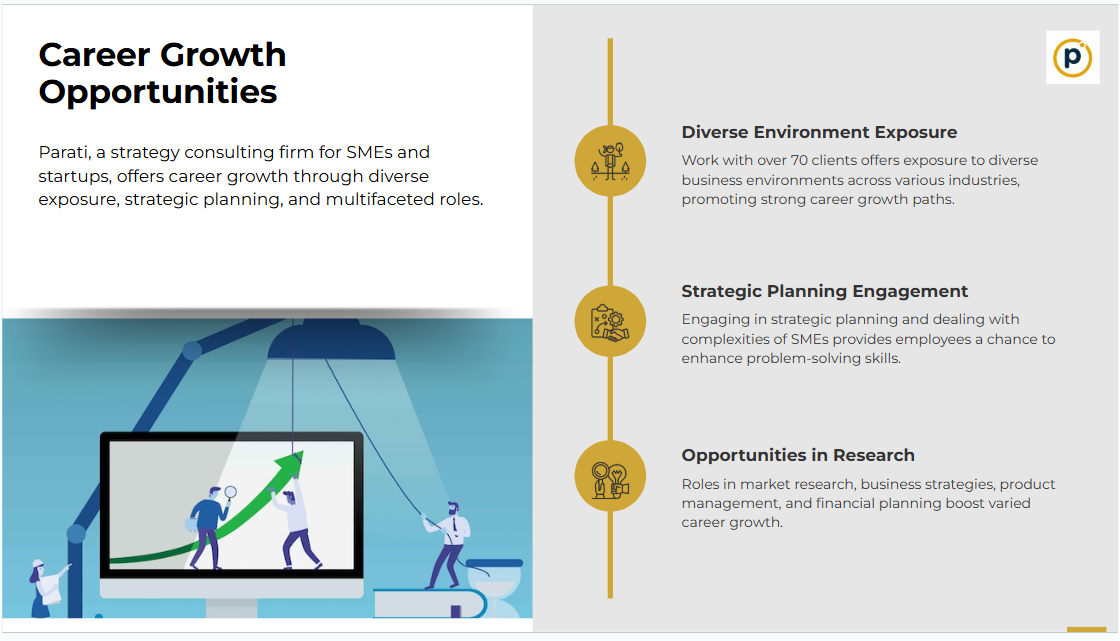 Career Growth
Opportunities
Parati, a strategy consulting firm for SMEs and
startups, offers career growth through diverse
exposure, strategic planning, and multifaceted roles.
p
Diverse Environment Exposure
Work with over 70 clients offers exposure to diverse
business environments across various industries,
promoting strong career growth paths.
Strategic Planning Engagement
Engaging in strategic planning and dealing with
complexities of SMEs provides employees a chance to
enhance problem-solving skills.
Opportunities in Research
Roles in market research, business strategies, product
management, and financial planning boost varied
career growth.